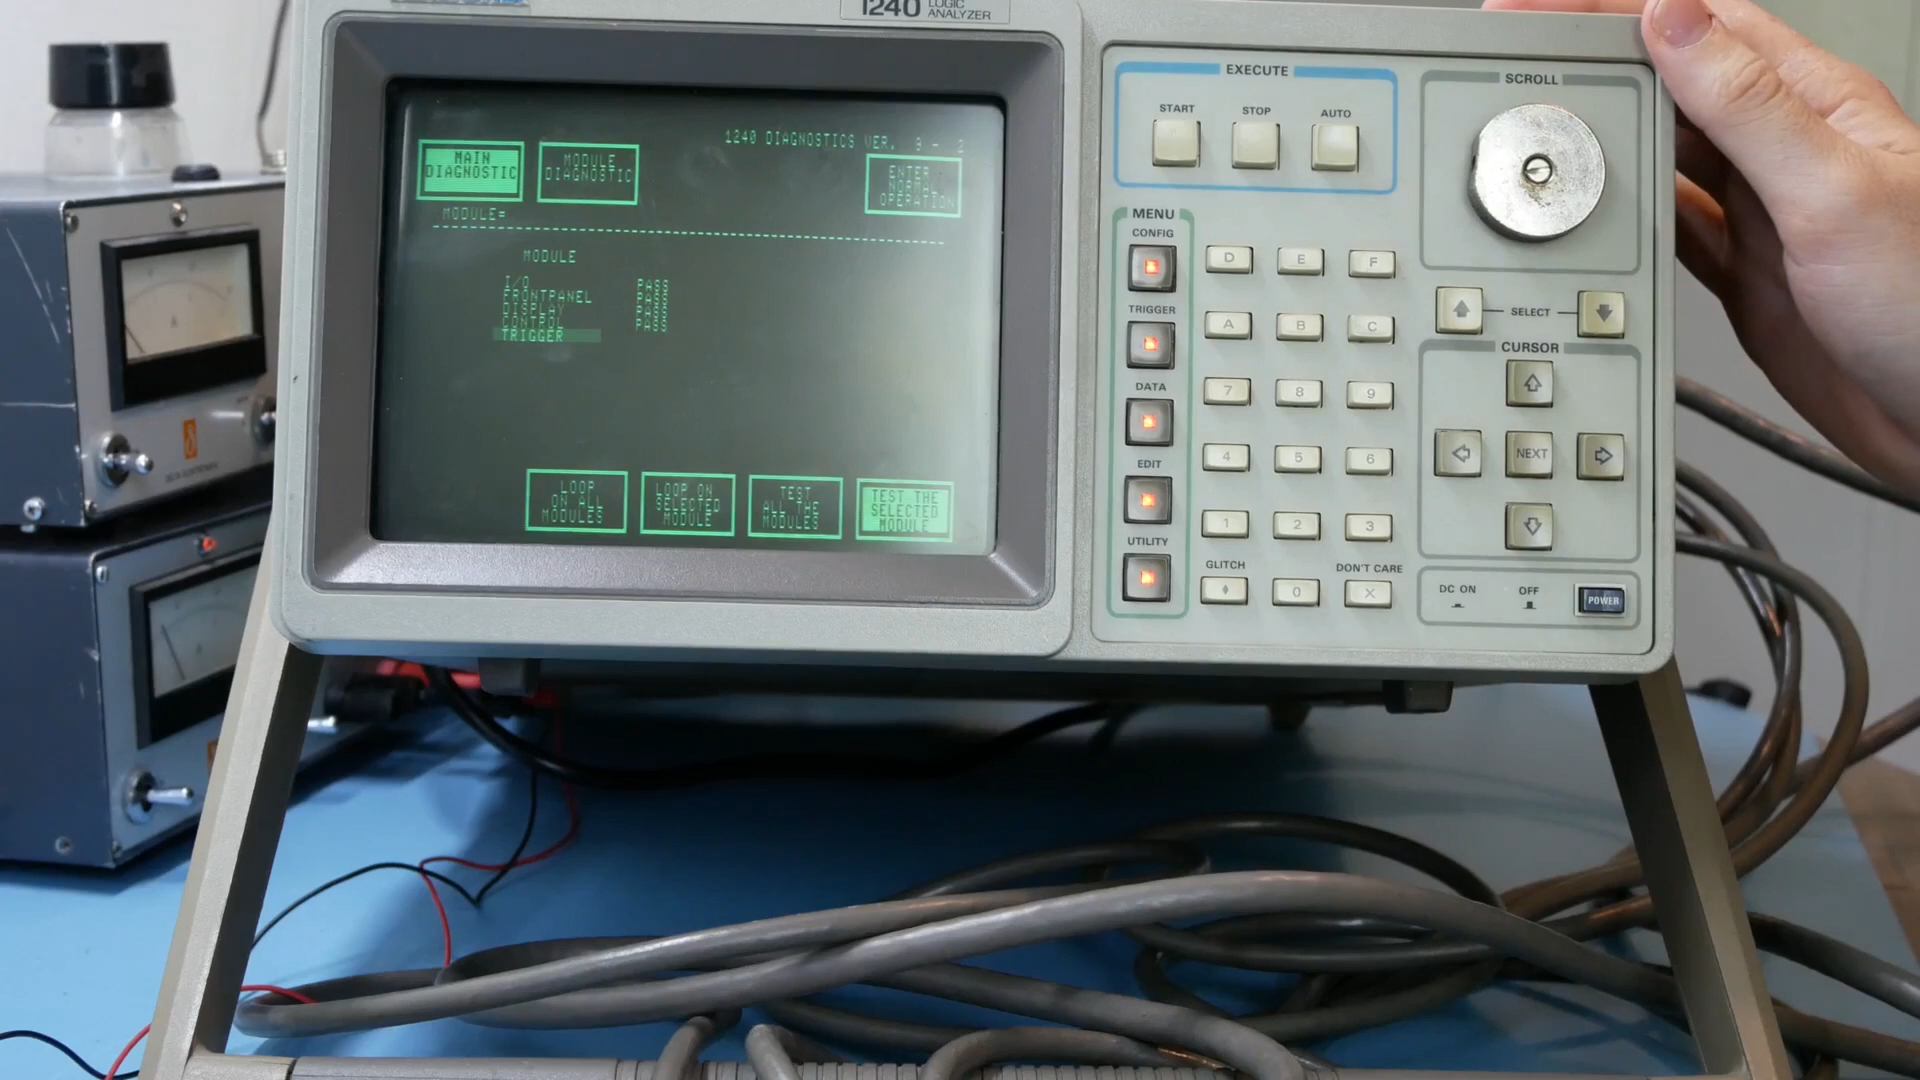 1240 LOGIC
ANALYZER
1240 DIAGNOSTICS VER. 3 - 2
MAIN
DIAGNOSTIC
MODULE
DIAGNOSTIC
ENTER
NORMAL
OPERATION
MODULE=
MODULE
I/O PASS
FRONTPANEL PASS
DISPLAY PASS
CONTROL PASS
TRIGGER
LOOP
ON ALL
MODULES
LOOP ON
SELECTED
MODULE
TEST
ALL THE
MODULES
TEST THE
SELECTED
MODULE
EXECUTE
START STOP AUTO
SCROLL
MENU
CONFIG
TRIGGER
DATA
EDIT
UTILITY
D E F
A B C
7 8 9
4 5 6
1 2 3
GLITCH DON'T CARE
0 X
SELECT
CURSOR
NEXT
DC ON OFF
POWER